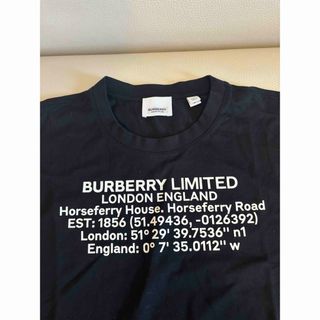 BURBERRY
BURBERRY LIMITED
LONDON ENGLAND
Horseferry House. Horseferry Road
EST: 1856 (51.49436, -0126392)
London: 51° 29' 39.7536'' n1
England: 0° 7' 35.0112'' w